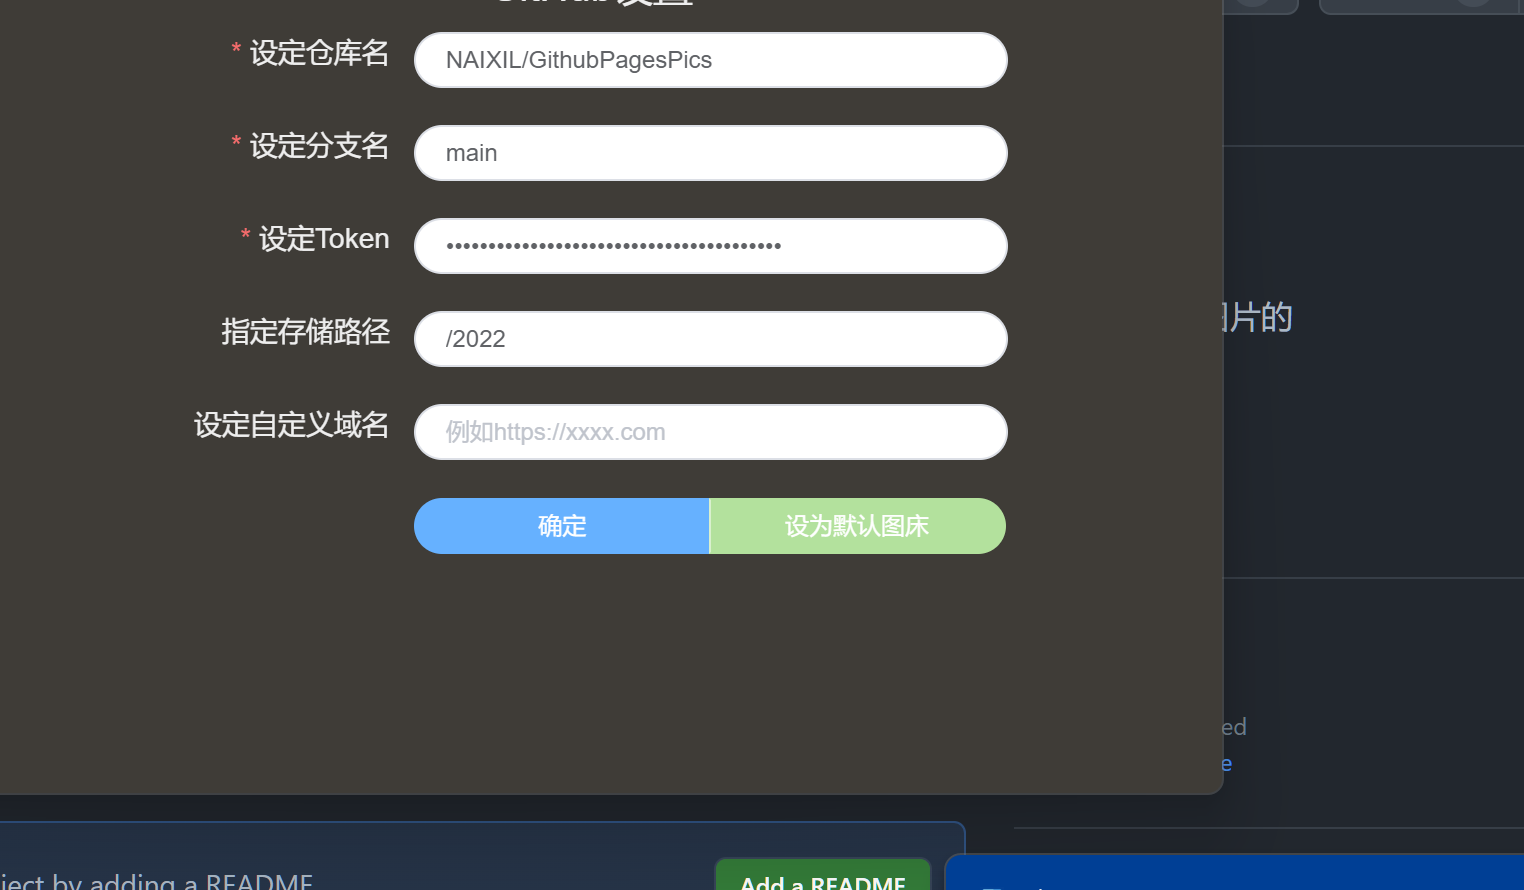 GitHub 设置
* 设定仓库名
NAIXIL/GithubPagesPics
* 设定分支名
main
* 设定Token
••••••••••••••••••••••••••••••••••••••••
指定存储路径
/2022
设定自定义域名
例如https://xxxx.com
确定
设为默认图床
片的
ed
e
ject by adding a README
Add a README